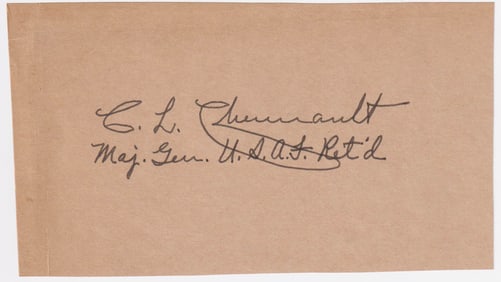 C. L. Chennault
Maj. Gen. U.S.A.F. Ret'd